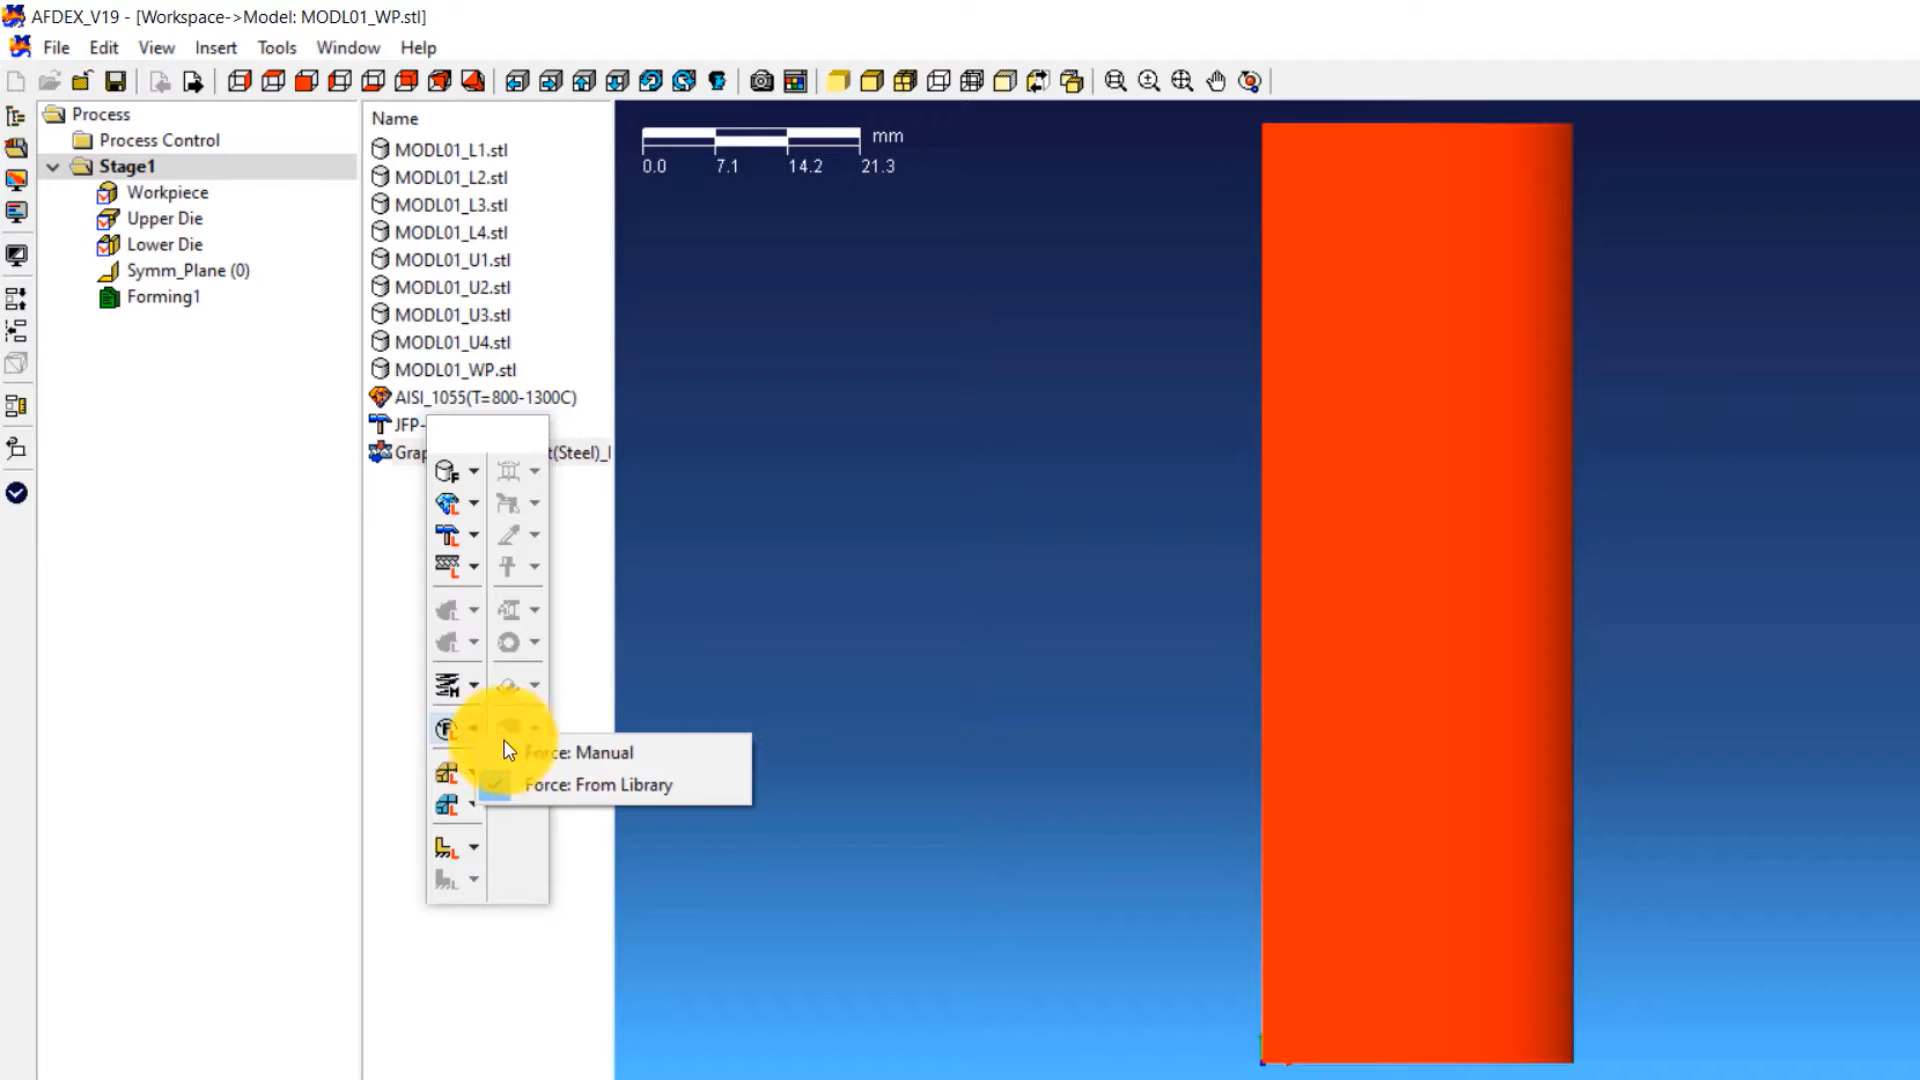 AFDEX_V19 - [Workspace->Model: MODL01_WP.stl]
File Edit View Insert Tools Window Help
Process
Process Control
Stage1
Workpiece
Upper Die
Lower Die
Symm_Plane (0)
Forming1
Name
MODL01_L1.stl
MODL01_L2.stl
MODL01_L3.stl
MODL01_L4.stl
MODL01_U1.stl
MODL01_U2.stl
MODL01_U3.stl
MODL01_U4.stl
MODL01_WP.stl
AISI_1055(T=800-1300C)
JFP-
Grap t(Steel)_I
Force: Manual
Force: From Library
mm
0.0 7.1 14.2 21.3